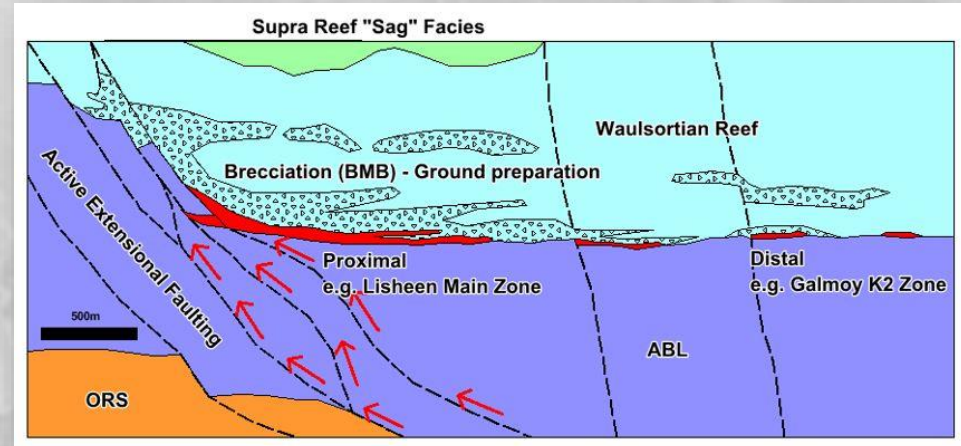 Supra Reef "Sag" Facies
Waulsortian Reef
Brecciation (BMB) - Ground preparation
Active Extensional Faulting
Proximal
e.g. Lisheen Main Zone
Distal
e.g. Galmoy K2 Zone
500m
ABL
ORS